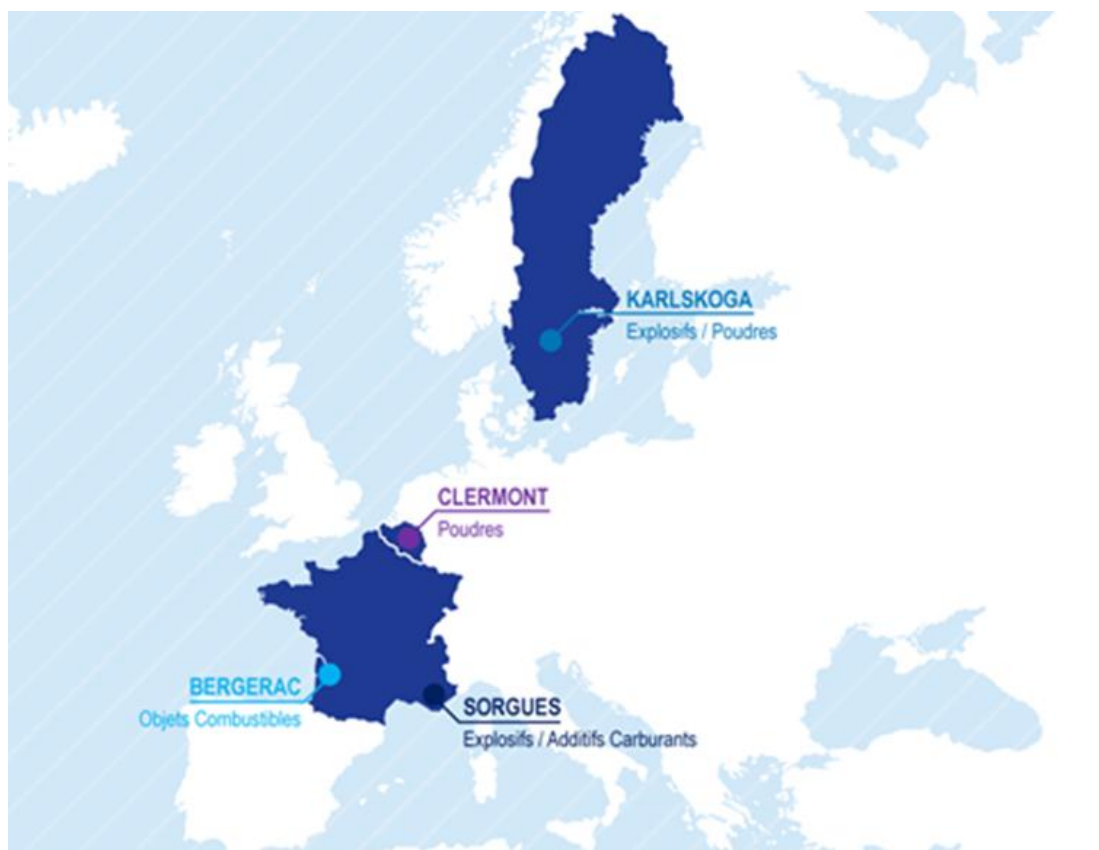 KARLSKOGA
Explosifs / Poudres
CLERMONT
Poudres
BERGERAC
Objets Combustibles
SORGUES
Explosifs / Additifs Carburants